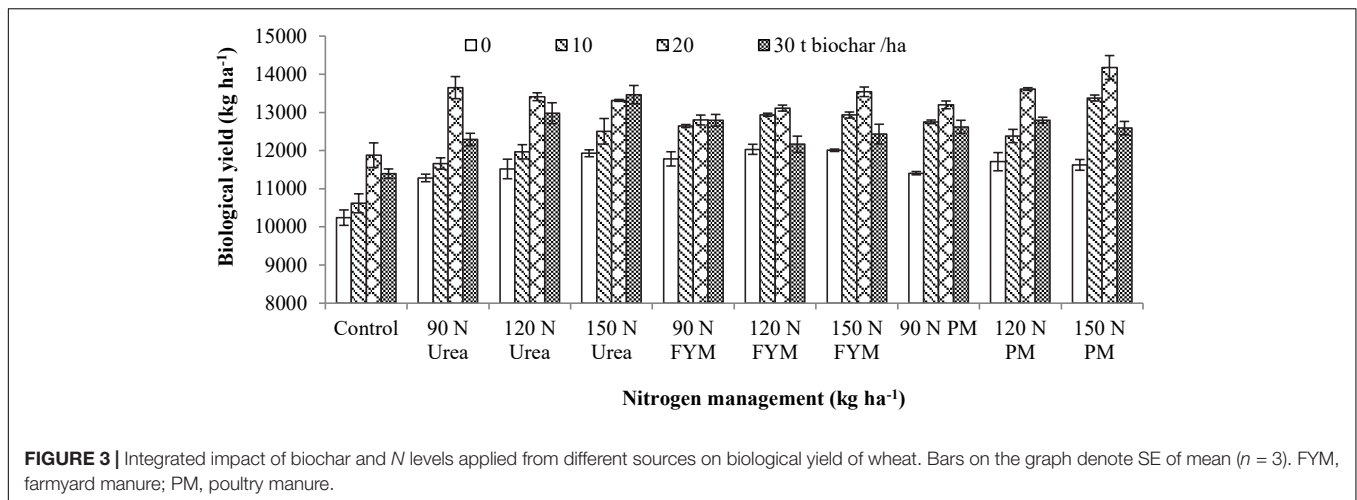 15000
14000
13000
12000
11000
10000
9000
8000
Biological yield (kg ha⁻¹)
0 10 20 30 t biochar /ha
Control 90 N Urea 120 N Urea 150 N Urea 90 N FYM 120 N FYM 150 N FYM 90 N PM 120 N PM 150 N PM
Nitrogen management (kg ha⁻¹)
FIGURE 3 | Integrated impact of biochar and N levels applied from different sources on biological yield of wheat. Bars on the graph denote SE of mean (n = 3). FYM,
farmyard manure; PM, poultry manure.